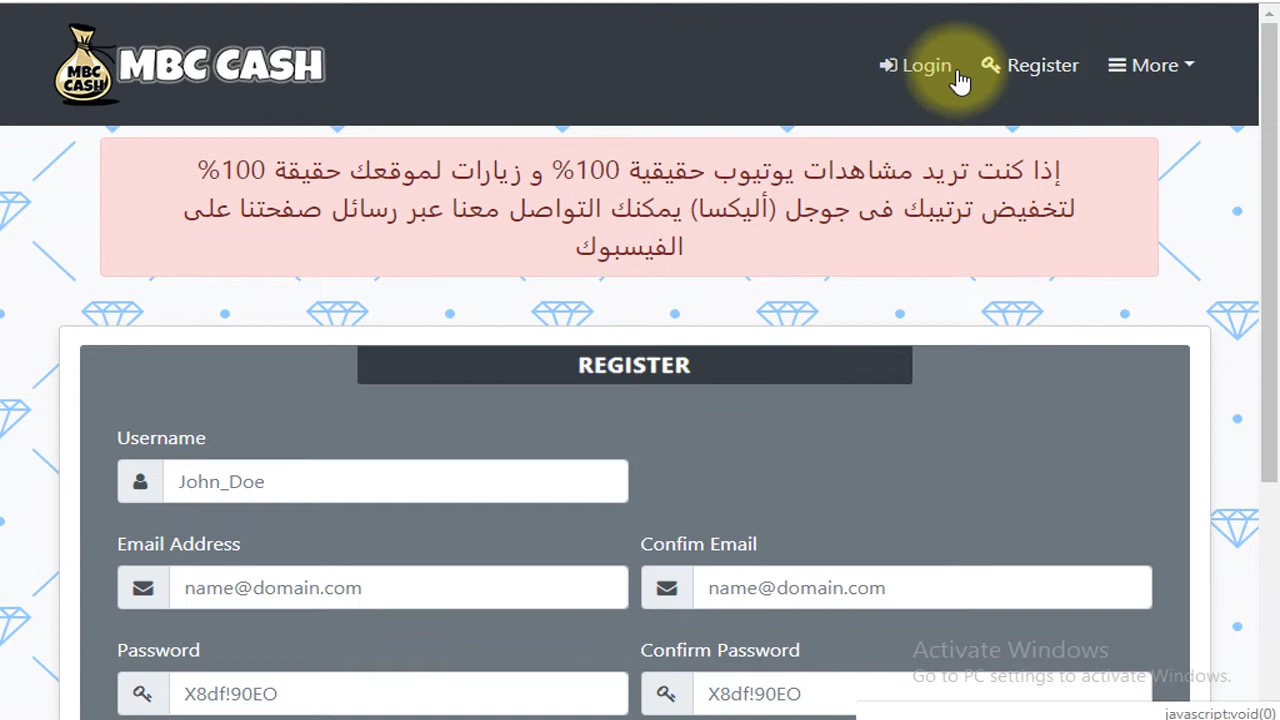 MBC CASH
MBC CASH
Login
Register
More
إذا كنت تريد مشاهدات يوتيوب حقيقية 100% و زيارات لموقعك حقيقة 100%
لتخفيض ترتيبك فى جوجل (أليكسا) يمكنك التواصل معنا عبر رسائل صفحتنا على
الفيسبوك
REGISTER
Username
John_Doe
Email Address
Confim Email
name@domain.com
name@domain.com
Password
Confirm Password
X8df!90EO
X8df!90EO
Activate Windows
Go to PC settings to activate Windows.
javascript:void(0)